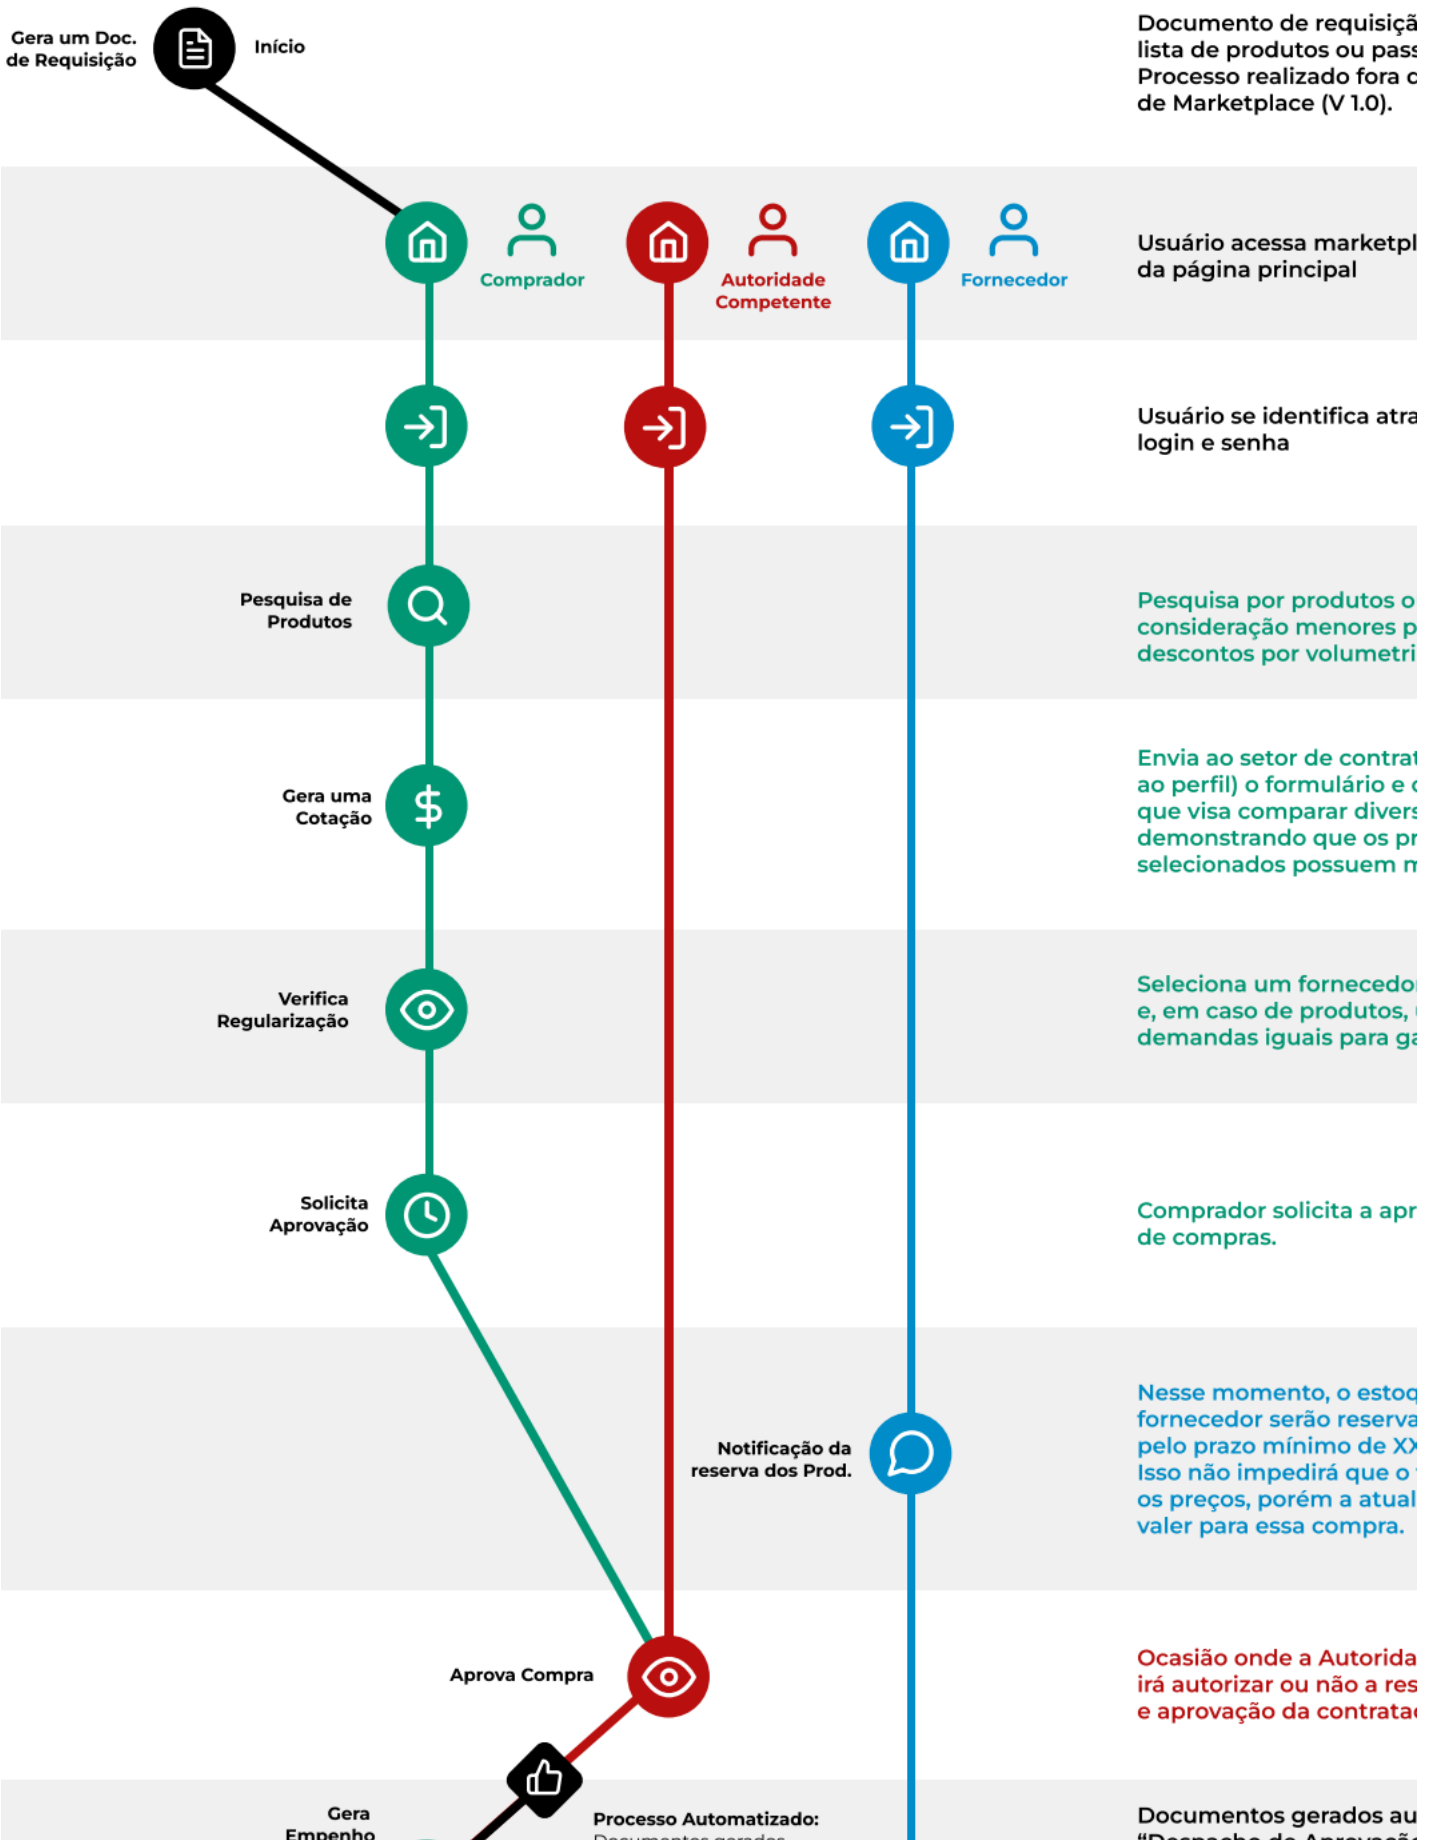 Gera um Doc.
de Requisição
Início
Documento de requisiçã
lista de produtos ou pass
Processo realizado fora
de Marketplace (V 1.0).
Comprador
Autoridade
Competente
Fornecedor
Usuário acessa marketpl
da página principal
Usuário se identifica atra
login e senha
Pesquisa de
Produtos
Pesquisa por produtos o
consideração menores p
descontos por volumetri
Gera uma
Cotação
Envia ao setor de contrat
ao perfil) o formulário e
que visa comparar divers
demonstrando que os pr
selecionados possuem
Verifica
Regularização
Seleciona um fornecedo
e, em caso de produtos,
demandas iguais para ga
Solicita
Aprovação
Comprador solicita a apr
de compras.
Notificação da
reserva dos Prod.
Nesse momento, o estoq
fornecedor serão reserva
pelo prazo mínimo de XX
Isso não impedirá que o
os preços, porém a atual
valer para essa compra.
Aprova Compra
Ocasião onde a Autorida
irá autorizar ou não a res
e aprovação da contrata
Gera
Empenho
Processo Automatizado:
Documentos gerados
Documentos gerados au
“Despacho de Aprovação